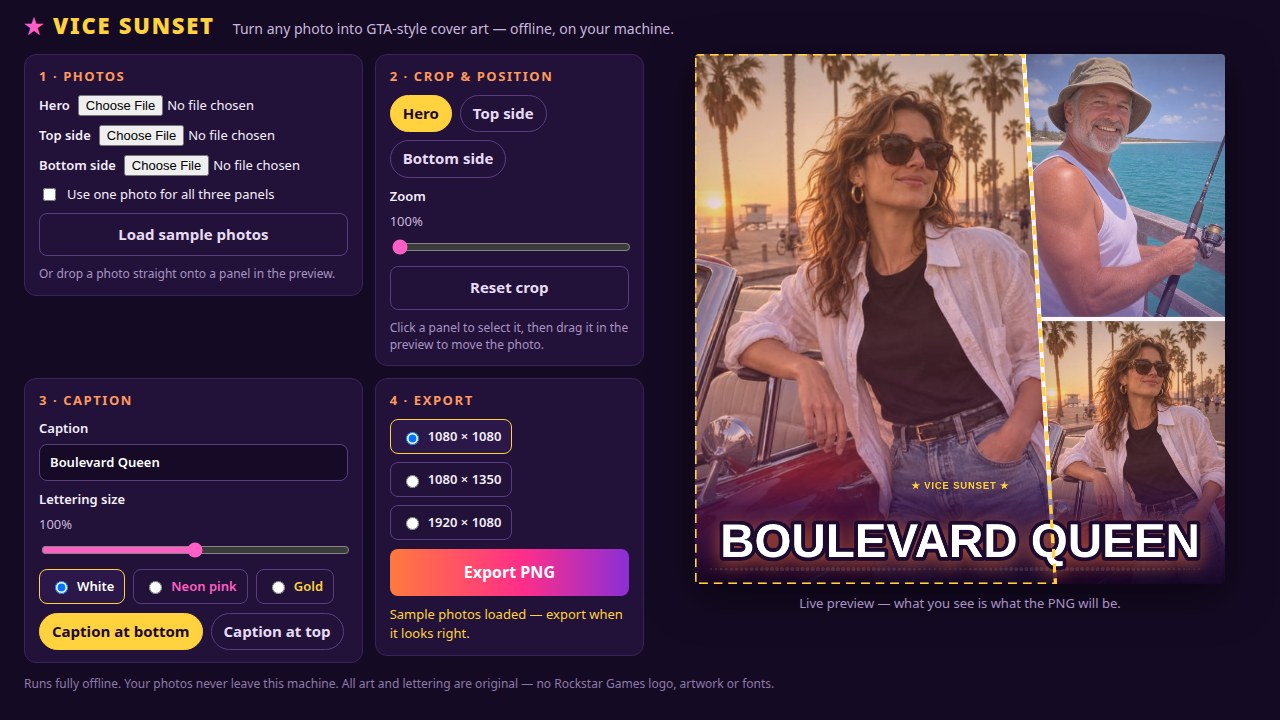 ★ VICE SUNSET
Turn any photo into GTA-style cover art — offline, on your machine.
1 · PHOTOS
Hero Choose File No file chosen
Top side Choose File No file chosen
Bottom side Choose File No file chosen
Use one photo for all three panels
Load sample photos
Or drop a photo straight onto a panel in the preview.
2 · CROP & POSITION
Hero
Top side
Bottom side
Zoom
100%
Reset crop
Click a panel to select it, then drag it in the
preview to move the photo.
3 · CAPTION
Caption
Boulevard Queen
Lettering size
100%
White
Neon pink
Gold
Caption at bottom
Caption at top
4 · EXPORT
1080 × 1080
1080 × 1350
1920 × 1080
Export PNG
Sample photos loaded — export when
it looks right.
★ VICE SUNSET ★
BOULEVARD QUEEN
Live preview — what you see is what the PNG will be.
Runs fully offline. Your photos never leave this machine. All art and lettering are original — no Rockstar Games logo, artwork or fonts.